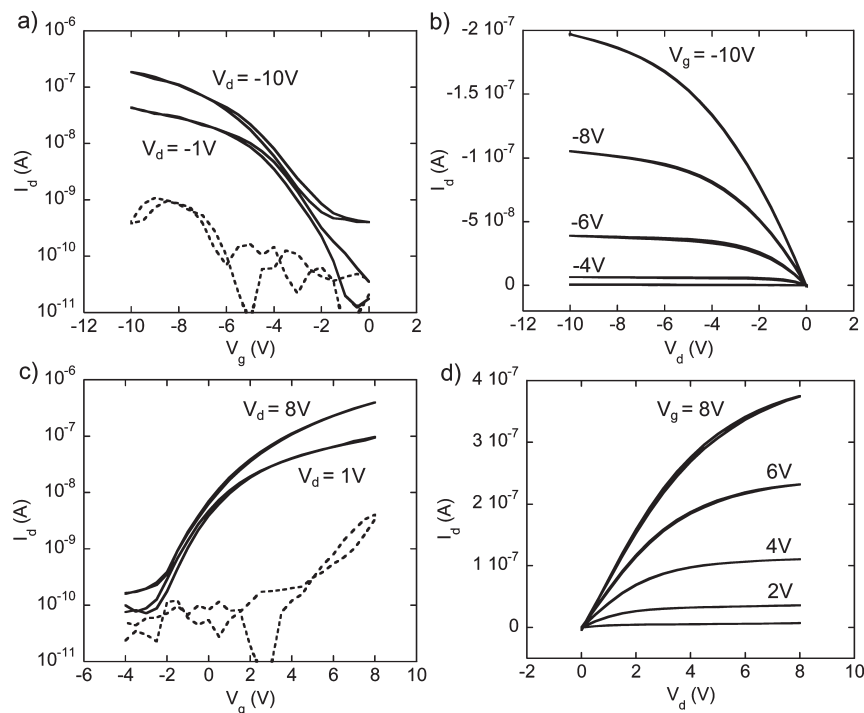 a)
10^-6
10^-7
10^-8
10^-9
10^-10
10^-11
I_d (A)
V_d = -10V
V_d = -1V
-12 -10 -8 -6 -4 -2 0 2
V_g (V)
b)
-2 10^-7
-1.5 10^-7
-1 10^-7
-5 10^-8
0
I_d (A)
V_g = -10V
-8V
-6V
-4V
-12 -10 -8 -6 -4 -2 0 2
V_d (V)
c)
10^-6
10^-7
10^-8
10^-9
10^-10
10^-11
I_d (A)
V_d = 8V
V_d = 1V
-6 -4 -2 0 2 4 6 8 10
V_g (V)
d)
4 10^-7
3 10^-7
2 10^-7
1 10^-7
0
I_d (A)
V_g = 8V
6V
4V
2V
-2 0 2 4 6 8 10
V_d (V)